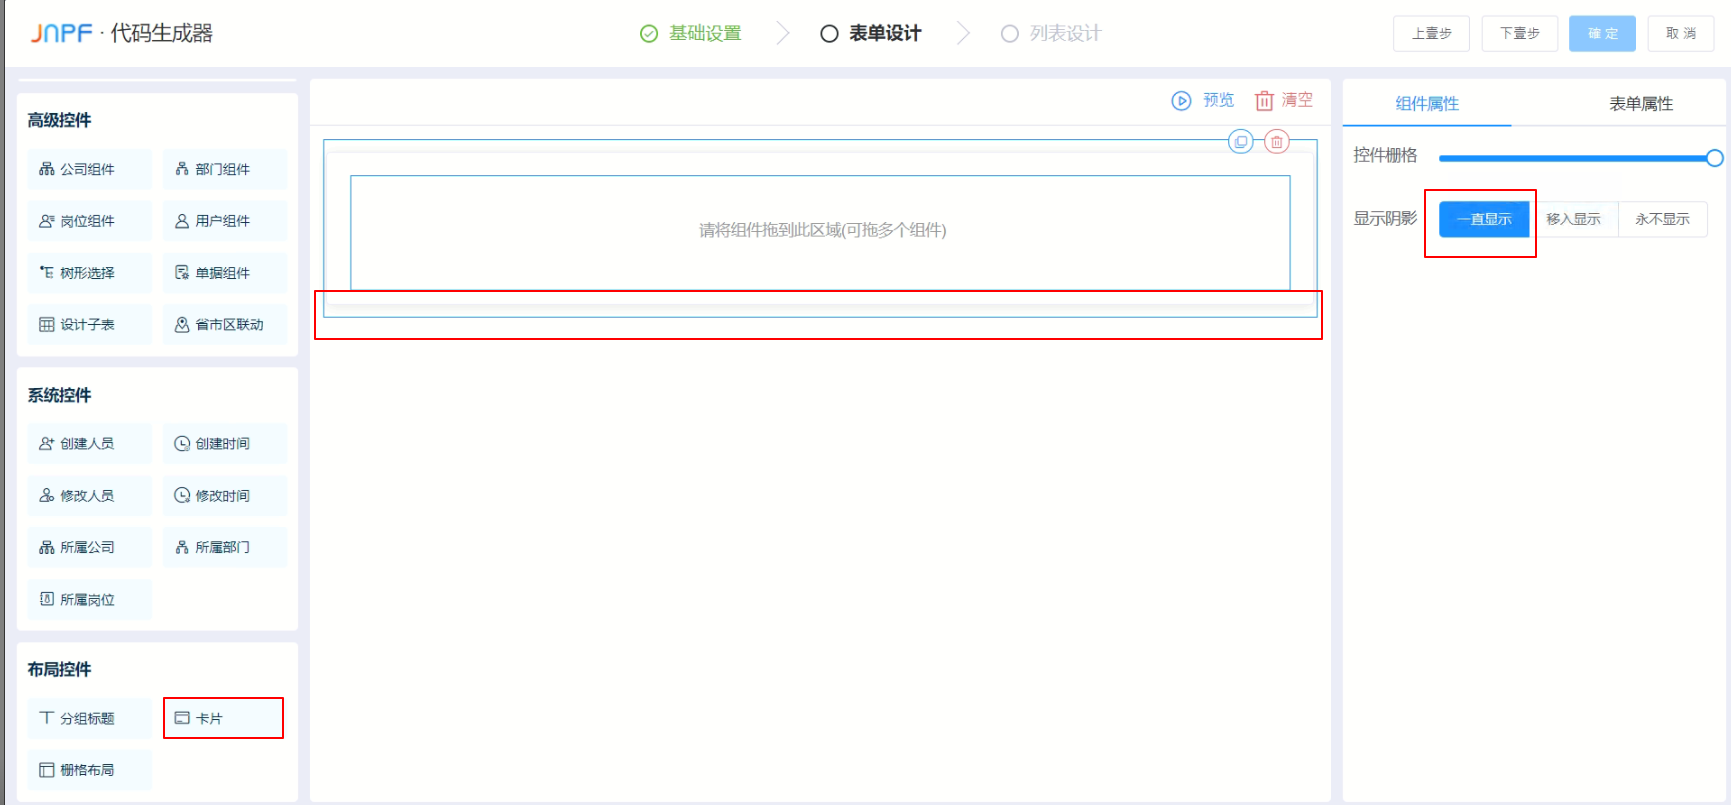 JNPF · 代码生成器
基础设置
表单设计
列表设计
上壹步
下壹步
確 定
取 消
高级控件
公司组件
部门组件
岗位组件
用户组件
树形选择
单据组件
设计子表
省市区联动
系统控件
创建人员
创建时间
修改人员
修改时间
所属公司
所属部门
所属岗位
布局控件
分组标题
卡片
栅格布局
预览
清空
请将组件拖到此区域(可拖多个组件)
组件属性
表单属性
控件栅格
显示阴影
一直显示
移入显示
永不显示